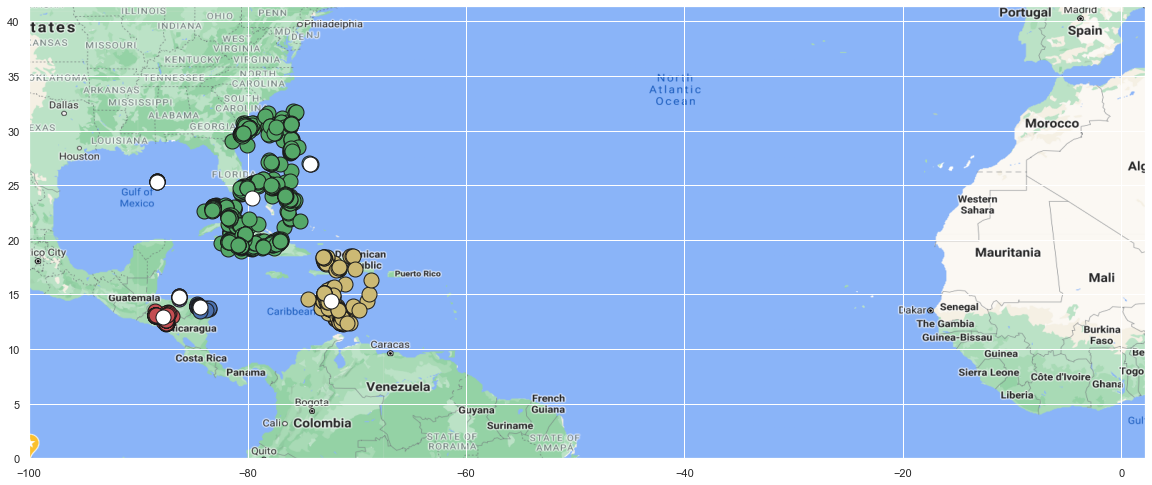 ILLINOIS
OHIO
PENN
Philadelphia
tates
INDIANA
MD
DE
NJ
KANSAS
MISSOURI
WEST
VIRGINIA
KENTUCKY
VIRGINIA
OKLAHOMA
TENNESSEE
NORTH
CAROLINA
ARKANSAS
MISSISSIPPI
SOUTH
CAROLINA
Dallas
ALABAMA
EXAS
GEORGIA
LOUISIANA
Houston
FLORIDA
Gulf of
Mexico
ico City
Guatemala
Nicaragua
Costa Rica
Panama
Dominican
Puerto Rico
Caribbean
Caracas
Venezuela
Bogota
Cali
Colombia
Quito
Guyana
French
Guiana
Suriname
STATE OF
RORAIMA
STATE OF
AMAPA
North
Atlantic
Ocean
Portugal
Madrid
Spain
Morocco
Alg
Western
Sahara
Mauritania
Mali
Dakar
Senegal
The Gambia
Guinea-Bissau
Burkina
Faso
Guinea
Be
Sierra Leone
Côte d'Ivoire
Togo
Ghana
Liberia
Gul
40
35
30
25
20
15
10
5
0
−100
−80
−60
−40
−20
0